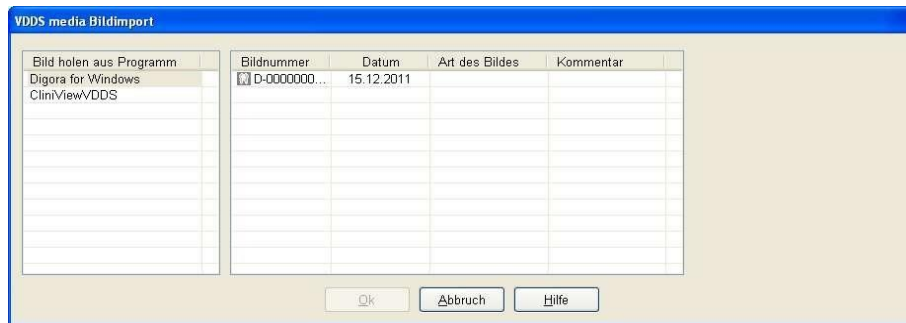 VDDS media Bildimport
Bild holen aus Programm
Digora for Windows
CliniViewVDDS
Bildnummer Datum Art des Bildes Kommentar
D-0000000... 15.12.2011
Ok Abbruch Hilfe